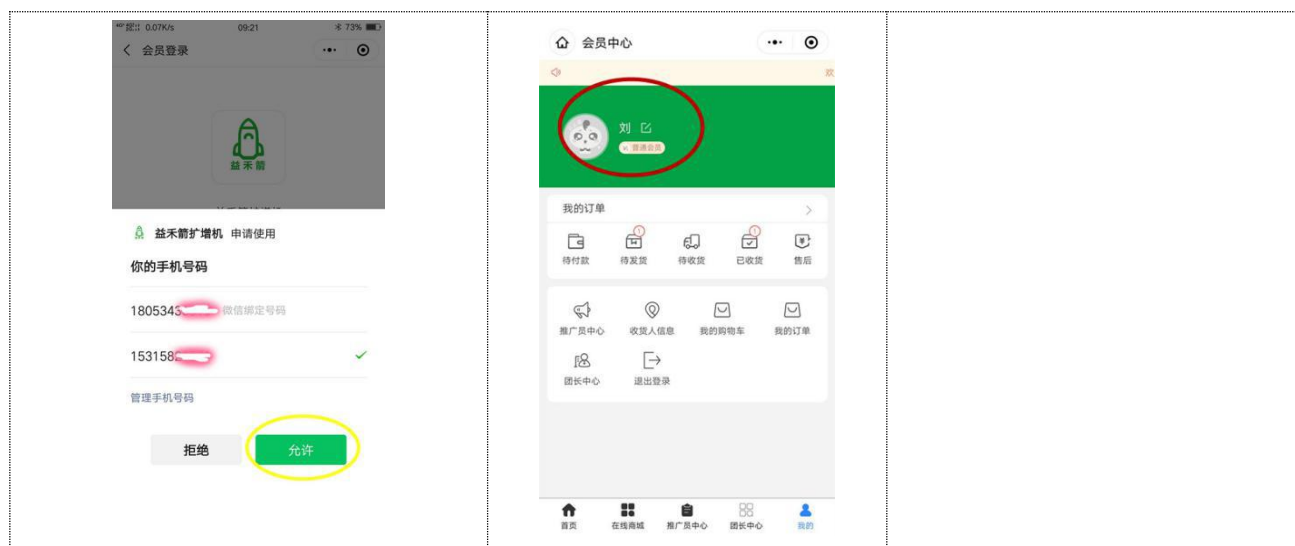 0.07K/s 09:21 73%
会员登录
益禾箭
益禾箭扩增机 申请使用
你的手机号码
1805343 微信绑定号码
153158
管理手机号码
拒绝 允许
会员中心
欢
刘
普通会员
我的订单
1 1
待付款 待发货 待收货 已收货 售后
推广员中心 收货人信息 我的购物车 我的订单
团长中心 退出登录
首页 在线商城 推广员中心 团长中心 我的